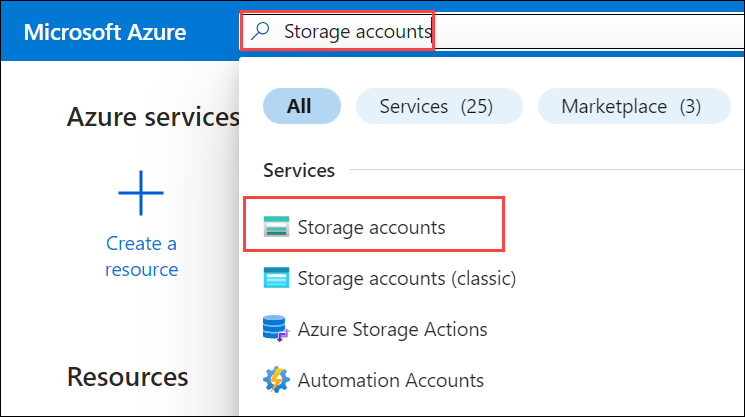 Microsoft Azure
Storage accounts
All
Services (25)
Marketplace (3)
Azure services
Create a
resource
Resources
Services
Storage accounts
Storage accounts (classic)
Azure Storage Actions
Automation Accounts